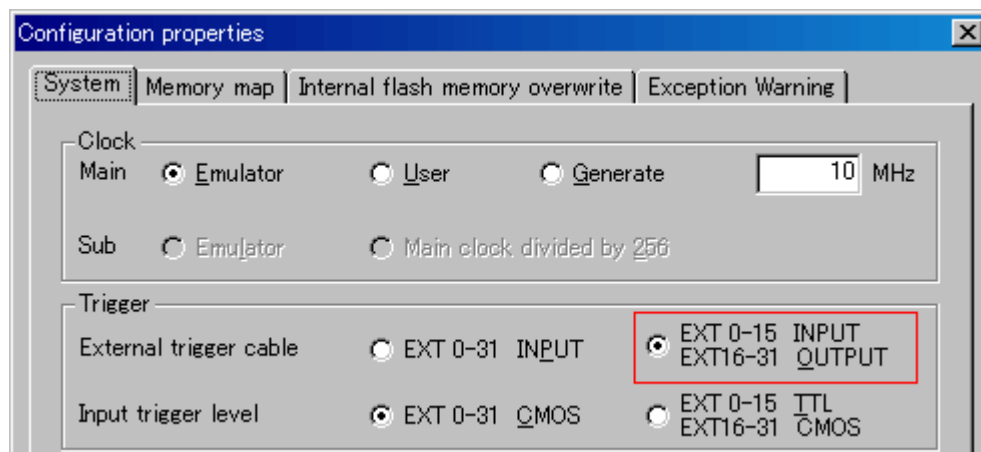 Configuration properties
System Memory map Internal flash memory overwrite Exception Warning
Clock
Main Emulator User Generate 10 MHz
Sub Emulator Main clock divided by 256
Trigger
External trigger cable EXT 0-31 INPUT EXT 0-15 INPUT
EXT16-31 OUTPUT
Input trigger level EXT 0-31 CMOS EXT 0-15 TTL
EXT16-31 CMOS